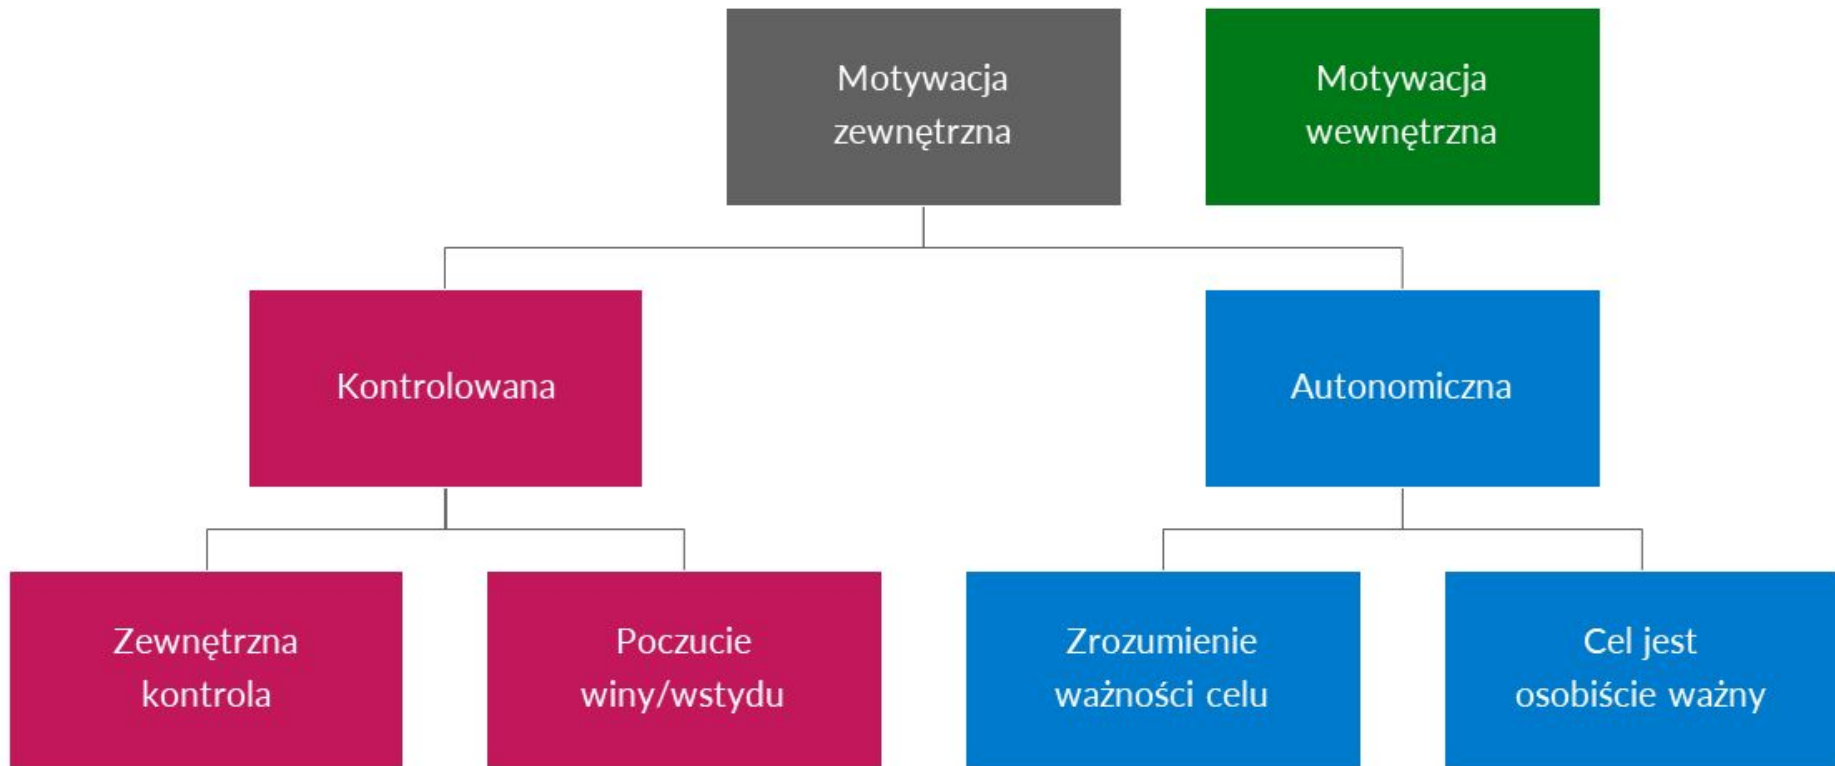 Motywacja
zewnętrzna
Motywacja
wewnętrzna
Kontrolowana
Autonomiczna
Zewnętrzna
kontrola
Poczucie
winy/wstydu
Zrozumienie
ważności celu
Cel jest
osobiście ważny